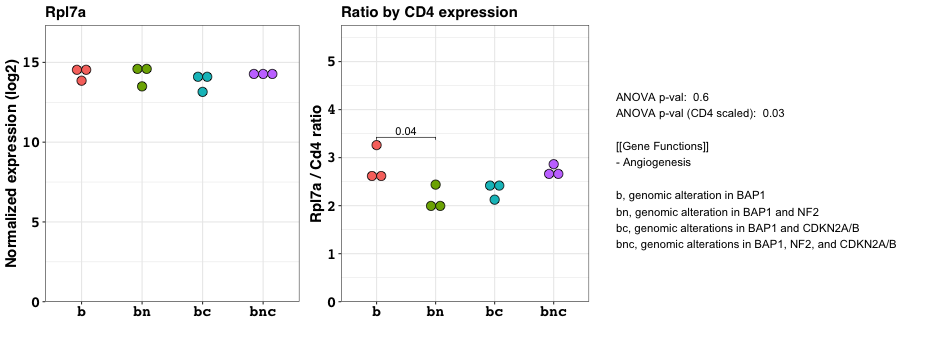 Rpl7a
Normalized expression (log2)
15
10
5
0
b bn bc bnc
Ratio by CD4 expression
Rpl7a / Cd4 ratio
5
4
3
2
1
0
0.04
b bn bc bnc
ANOVA p-val:  0.6
ANOVA p-val (CD4 scaled):  0.03
[[Gene Functions]]
- Angiogenesis
b, genomic alteration in BAP1
bn, genomic alteration in BAP1 and NF2
bc, genomic alterations in BAP1 and CDKN2A/B
bnc, genomic alterations in BAP1, NF2, and CDKN2A/B